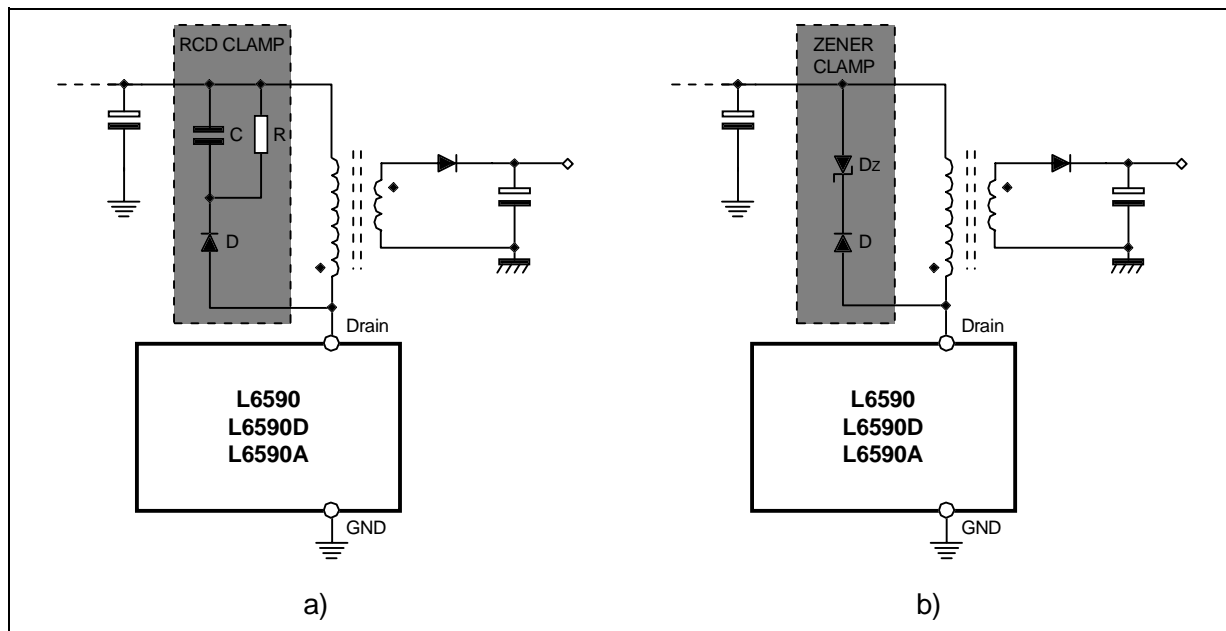 RCD CLAMP
C
R
D
Drain
L6590
L6590D
L6590A
GND
a)
ZENER
CLAMP
Dz
D
Drain
L6590
L6590D
L6590A
GND
b)